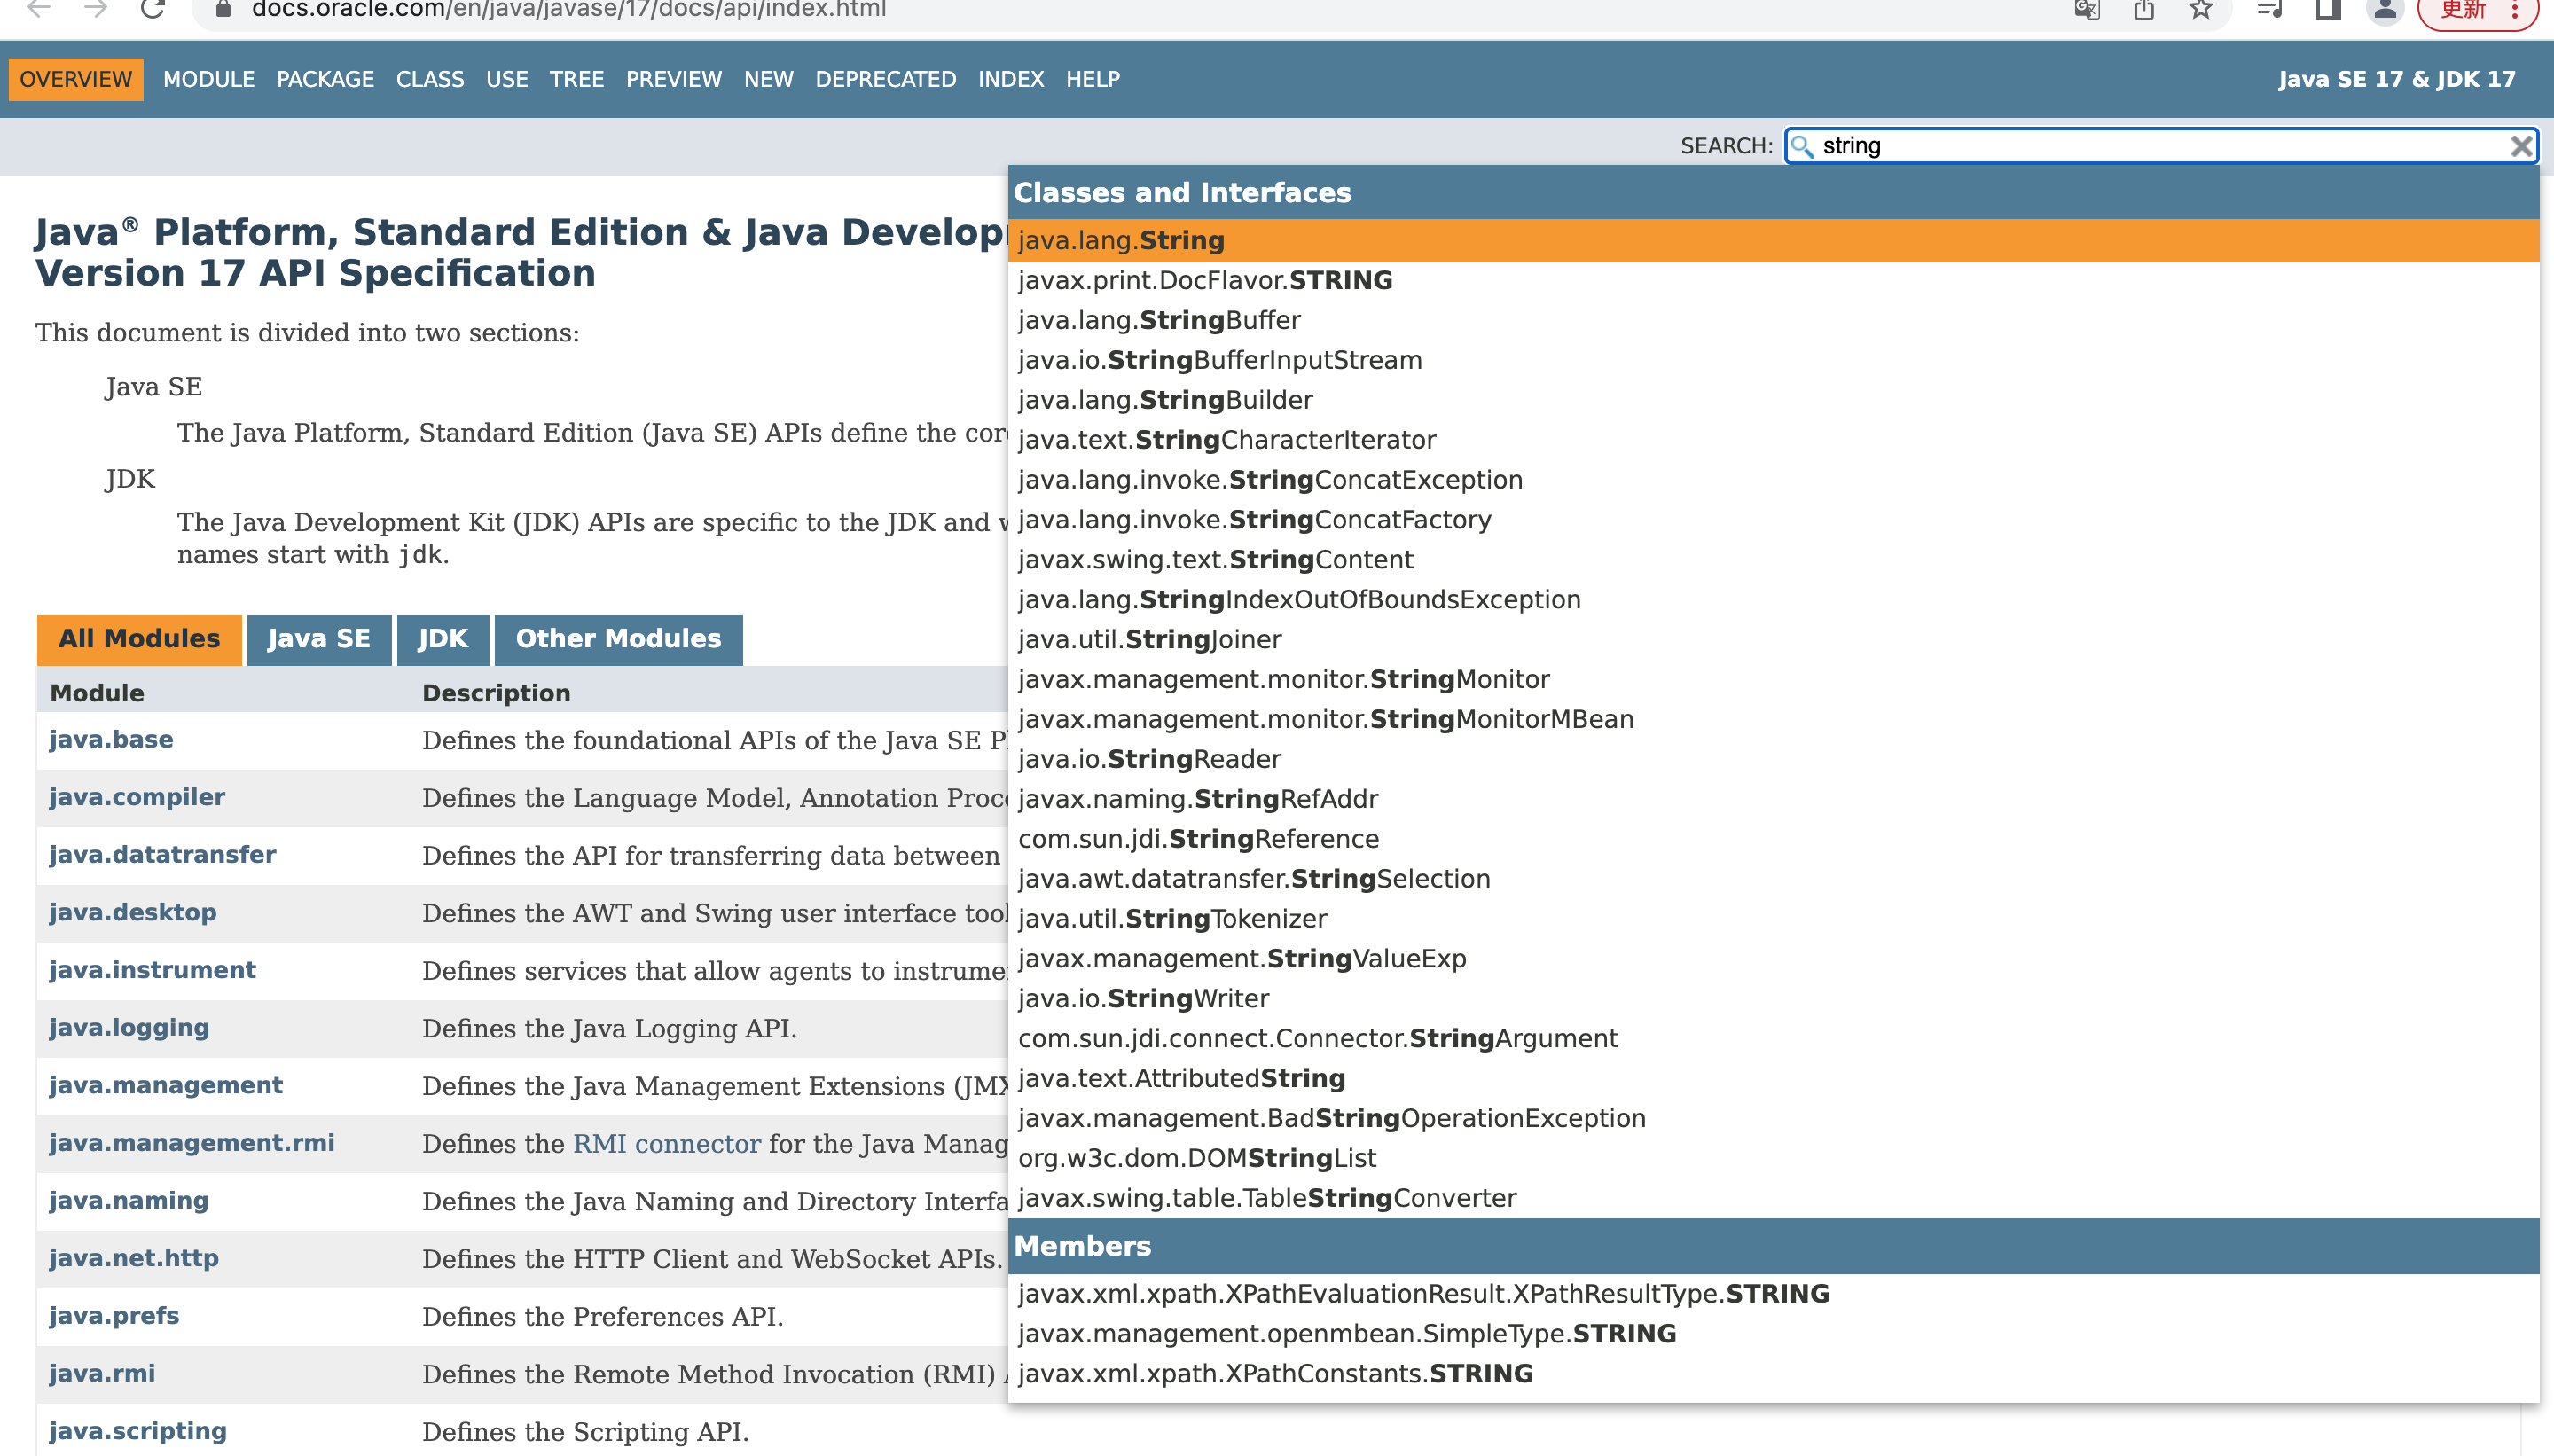 docs.oracle.com/en/java/javase/17/docs/api/index.html
更新
OVERVIEW MODULE PACKAGE CLASS USE TREE PREVIEW NEW DEPRECATED INDEX HELP
Java SE 17 & JDK 17
SEARCH: string
Java® Platform, Standard Edition & Java Develop
Version 17 API Specification
This document is divided into two sections:
Java SE
The Java Platform, Standard Edition (Java SE) APIs define the cor
JDK
The Java Development Kit (JDK) APIs are specific to the JDK and
names start with jdk.
All Modules Java SE JDK Other Modules
Module Description
java.base Defines the foundational APIs of the Java SE P
java.compiler Defines the Language Model, Annotation Proc
java.datatransfer Defines the API for transferring data between
java.desktop Defines the AWT and Swing user interface too
java.instrument Defines services that allow agents to instrume
java.logging Defines the Java Logging API.
java.management Defines the Java Management Extensions (JMX
java.management.rmi Defines the RMI connector for the Java Manag
java.naming Defines the Java Naming and Directory Interfa
java.net.http Defines the HTTP Client and WebSocket APIs.
java.prefs Defines the Preferences API.
java.rmi Defines the Remote Method Invocation (RMI)
java.scripting Defines the Scripting API.
Classes and Interfaces
java.lang.String
javax.print.DocFlavor.STRING
java.lang.StringBuffer
java.io.StringBufferInputStream
java.lang.StringBuilder
java.text.StringCharacterIterator
java.lang.invoke.StringConcatException
java.lang.invoke.StringConcatFactory
javax.swing.text.StringContent
java.lang.StringIndexOutOfBoundsException
java.util.StringJoiner
javax.management.monitor.StringMonitor
javax.management.monitor.StringMonitorMBean
java.io.StringReader
javax.naming.StringRefAddr
com.sun.jdi.StringReference
java.awt.datatransfer.StringSelection
java.util.StringTokenizer
javax.management.StringValueExp
java.io.StringWriter
com.sun.jdi.connect.Connector.StringArgument
java.text.AttributedString
javax.management.BadStringOperationException
org.w3c.dom.DOMStringList
javax.swing.table.TableStringConverter
Members
javax.xml.xpath.XPathEvaluationResult.XPathResultType.STRING
javax.management.openmbean.SimpleType.STRING
javax.xml.xpath.XPathConstants.STRING